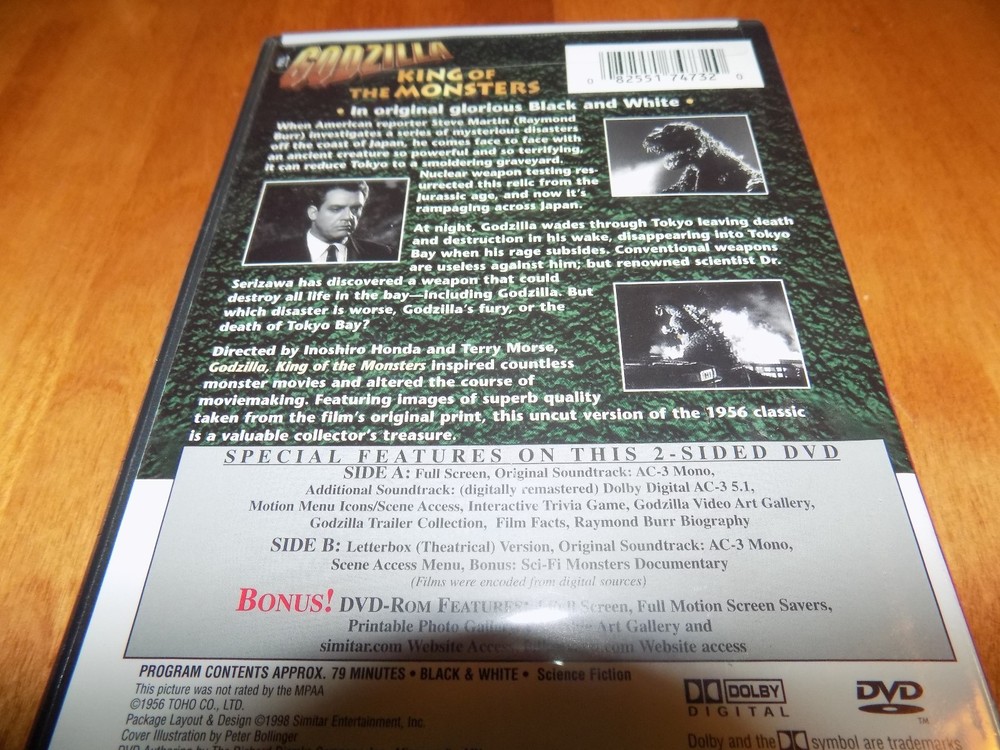 GODZILLA
KING OF
THE MONSTERS
0 82551 74732 0
• In original glorious Black and White •
When American reporter Steve Martin (Raymond
Burr) investigates a series of mysterious disasters
off the coast of Japan, he comes face to face with
an ancient creature so powerful and so terrifying,
it can reduce Tokyo to a smoldering graveyard.
Nuclear weapon testing res-
urrected this relic from the
Jurassic age, and now it's
rampaging across Japan.
At night, Godzilla wades through Tokyo leaving death
and destruction in his wake, disappearing into Tokyo
Bay when his rage subsides. Conventional weapons
are useless against him; but renowned scientist Dr.
Serizawa has discovered a weapon that could
destroy all life in the bay—including Godzilla. But
which disaster is worse, Godzilla's fury, or the
death of Tokyo Bay?
Directed by Inoshiro Honda and Terry Morse,
Godzilla, King of the Monsters inspired countless
monster movies and altered the course of
moviemaking. Featuring images of superb quality
taken from the film's original print, this uncut version of the 1956 classic
is a valuable collector's treasure.
SPECIAL FEATURES ON THIS 2-SIDED DVD
SIDE A: Full Screen, Original Soundtrack: AC-3 Mono,
Additional Soundtrack: (digitally remastered) Dolby Digital AC-3 5.1,
Motion Menu Icons/Scene Access, Interactive Trivia Game, Godzilla Video Art Gallery,
Godzilla Trailer Collection, Film Facts, Raymond Burr Biography
SIDE B: Letterbox (Theatrical) Version, Original Soundtrack: AC-3 Mono,
Scene Access Menu, Bonus: Sci-Fi Monsters Documentary
(Films were encoded from digital sources)
BONUS! DVD-ROM FEATURES: Full Screen, Full Motion Screen Savers,
Printable Photo Art Gallery and
simitar.com Website Access, Website access
PROGRAM CONTENTS APPROX. 79 MINUTES • BLACK & WHITE • Science Fiction
This picture was not rated by the MPAA
©1956 TOHO CO., LTD.
Package Layout & Design ©1998 Simitar Entertainment, Inc.
Cover Illustration by Peter Bollinger
DOLBY
DIGITAL
DVD
TM
Dolby and the symbol are trademarks